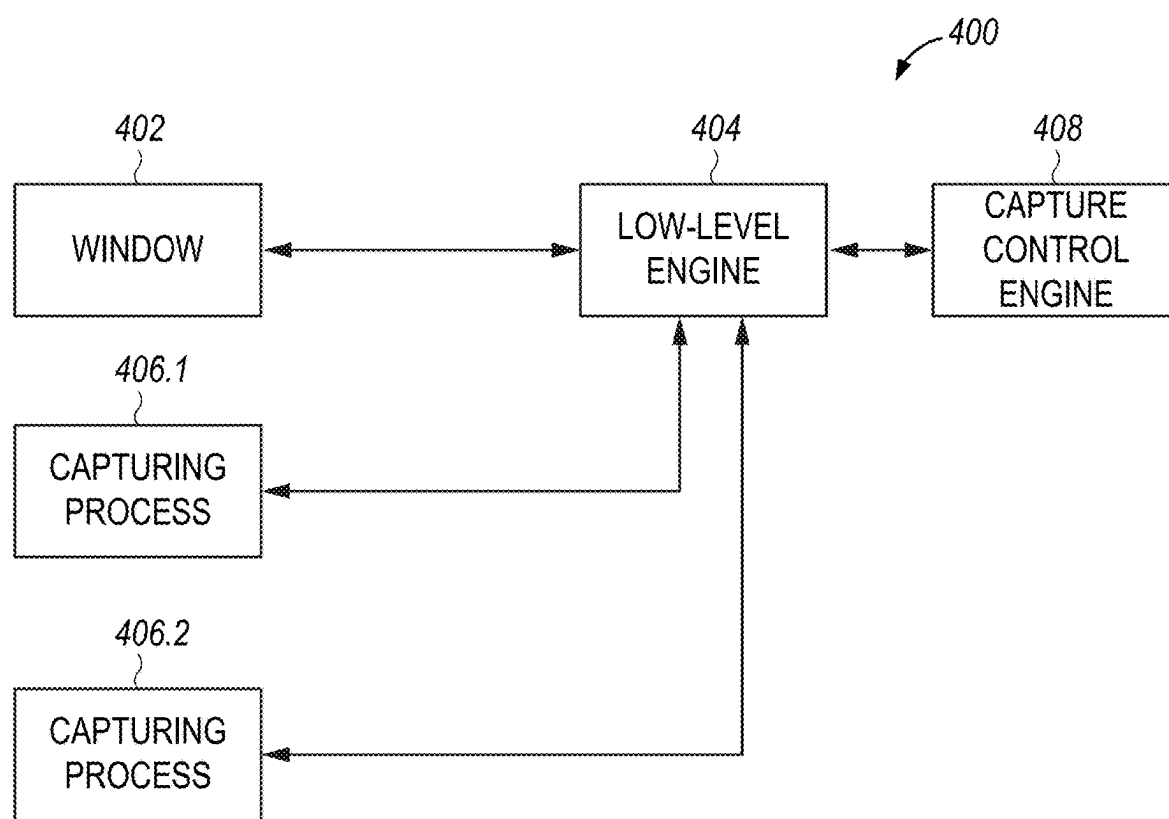 400
402
404
408
WINDOW
LOW-LEVEL
ENGINE
CAPTURE
CONTROL
ENGINE
406.1
CAPTURING
PROCESS
406.2
CAPTURING
PROCESS